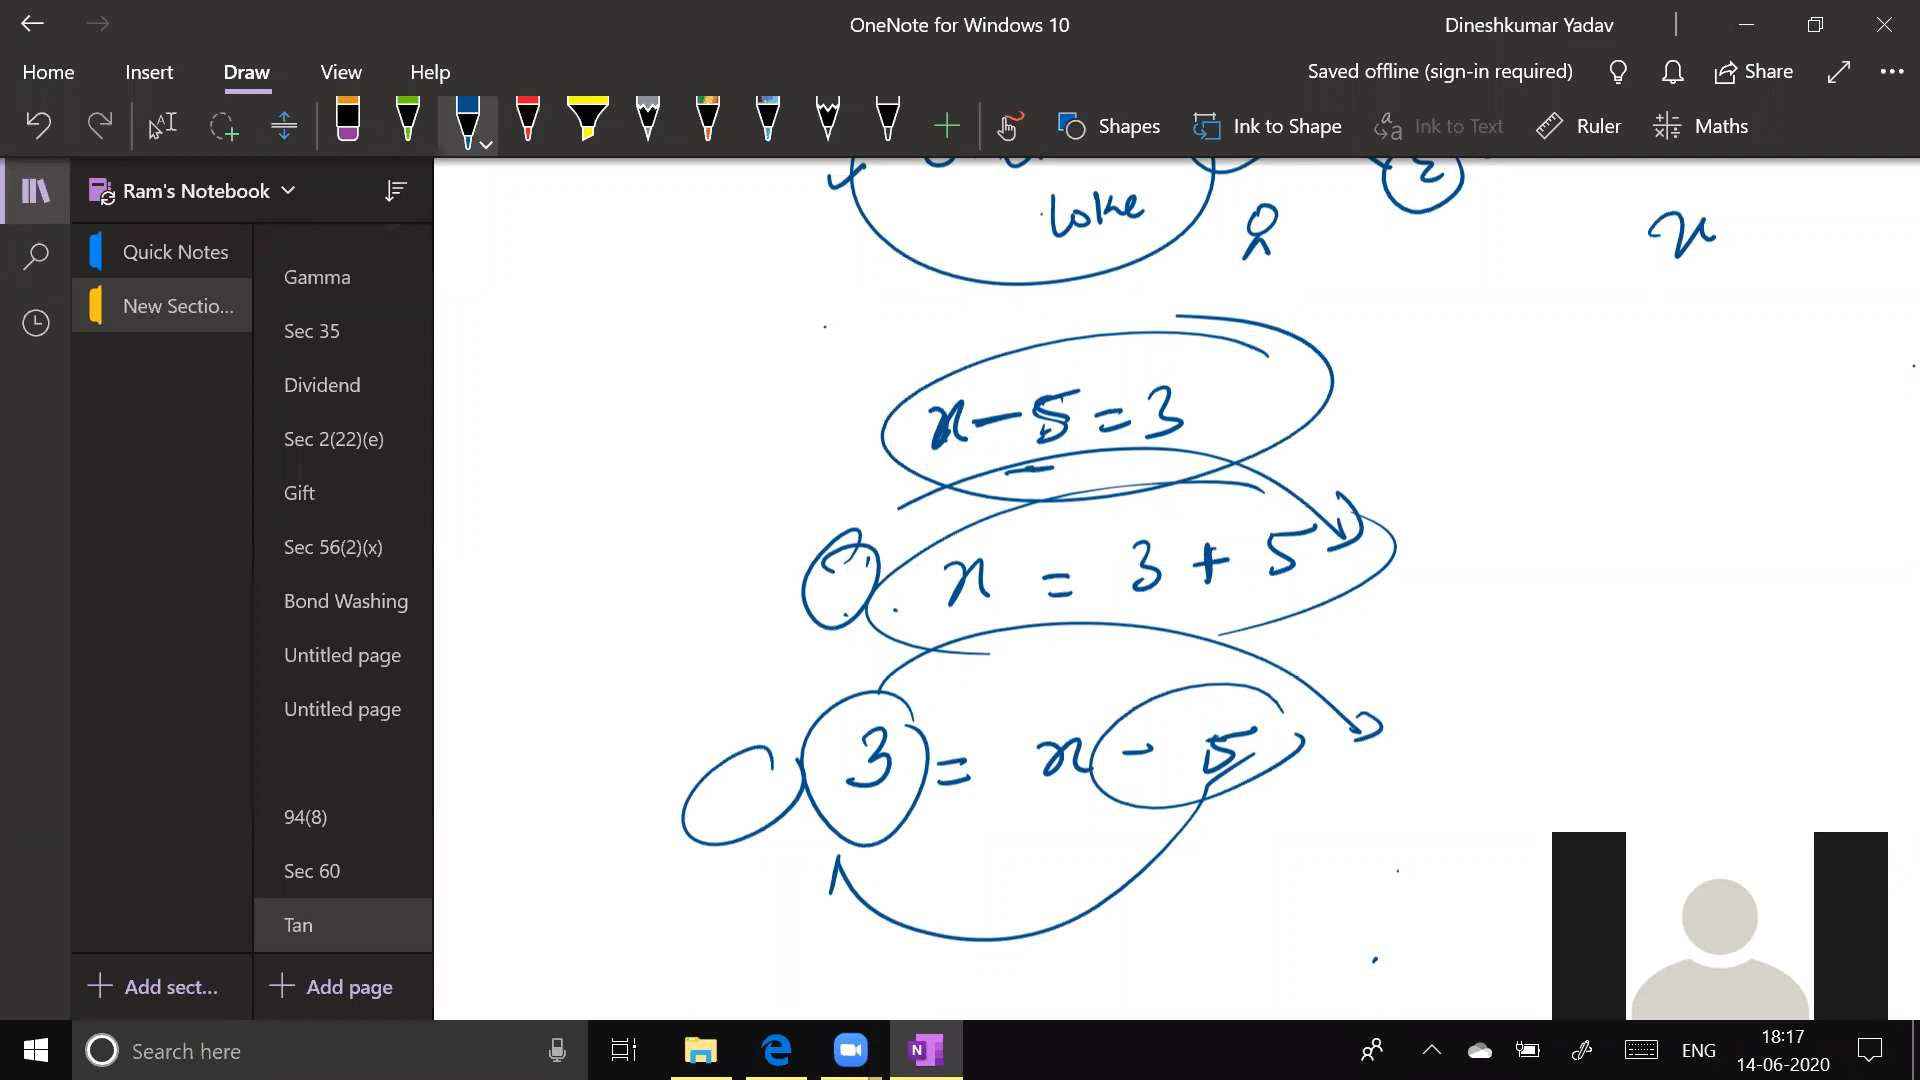 OneNote for Windows 10
Dineshkumar Yadav
Home Insert Draw View Help
Saved offline (sign-in required)
Share
Shapes
Ink to Shape
Ink to Text
Ruler
Maths
Ram's Notebook
Quick Notes
New Sectio...
Gamma
Sec 35
Dividend
Sec 2(22)(e)
Gift
Sec 56(2)(x)
Bond Washing
Untitled page
Untitled page
94(8)
Sec 60
Tan
Add sect...
Add page
2
x
x - 5 = 3
x = 3 + 5
3 = x - 5
Search here
ENG
18:17
14-06-2020